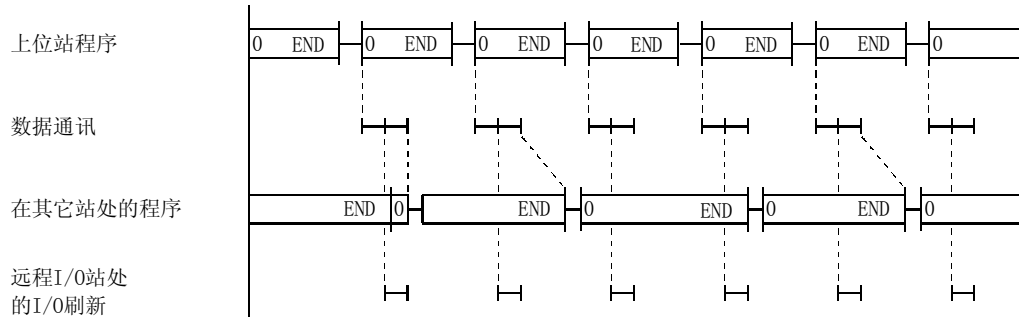 上位站程序 0 END 0 END 0 END 0 END 0 END 0 END 0
数据通讯
在其它站处的程序 END 0 END 0 END 0 END 0
远程I/O站处
的I/O刷新